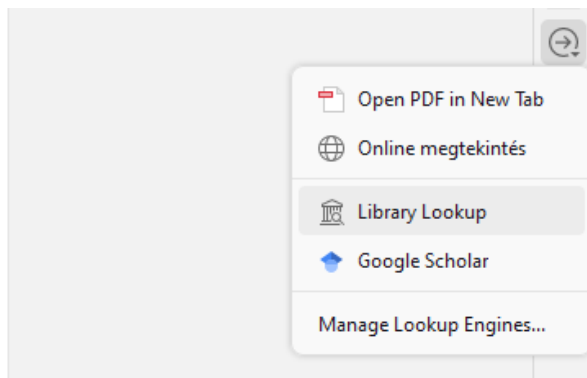 Open PDF in New Tab
Online megtekintés
Library Lookup
Google Scholar
Manage Lookup Engines...